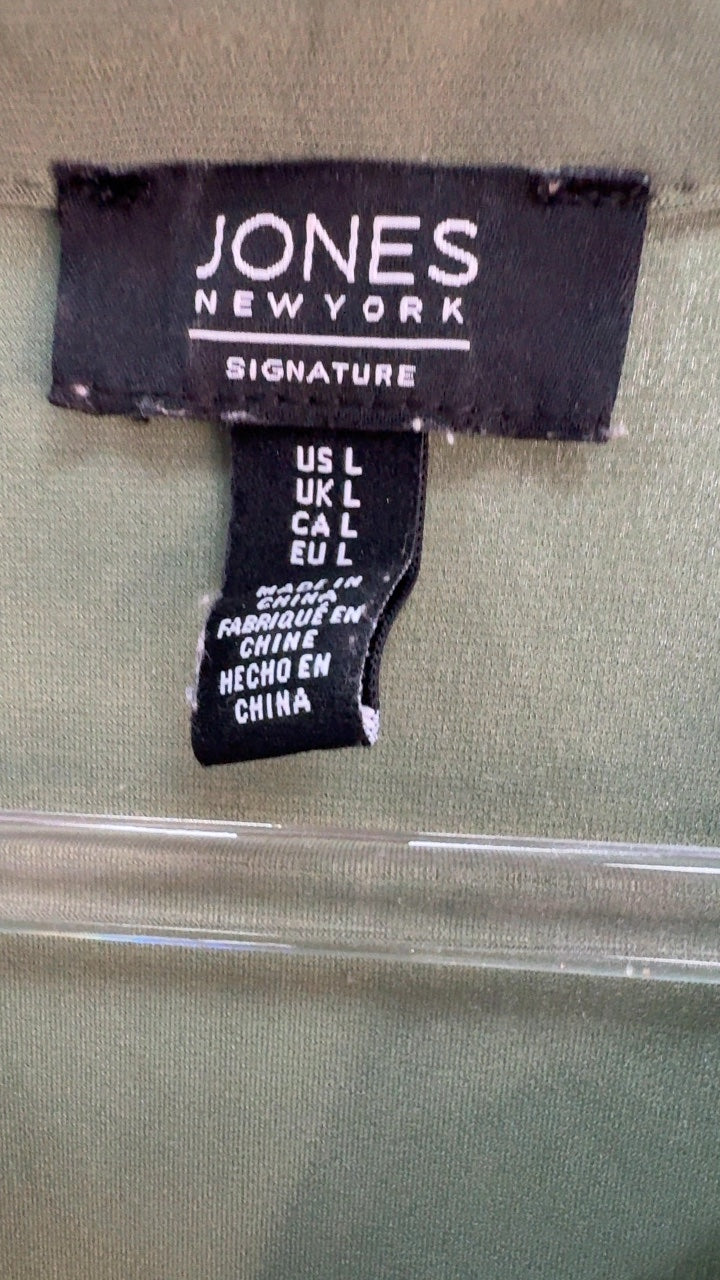 JONES
NEW YORK
SIGNATURE
US L
UK L
CA L
EU L
MADE IN
CHINA
FABRIQUÉ EN
CHINE
HECHO EN
CHINA